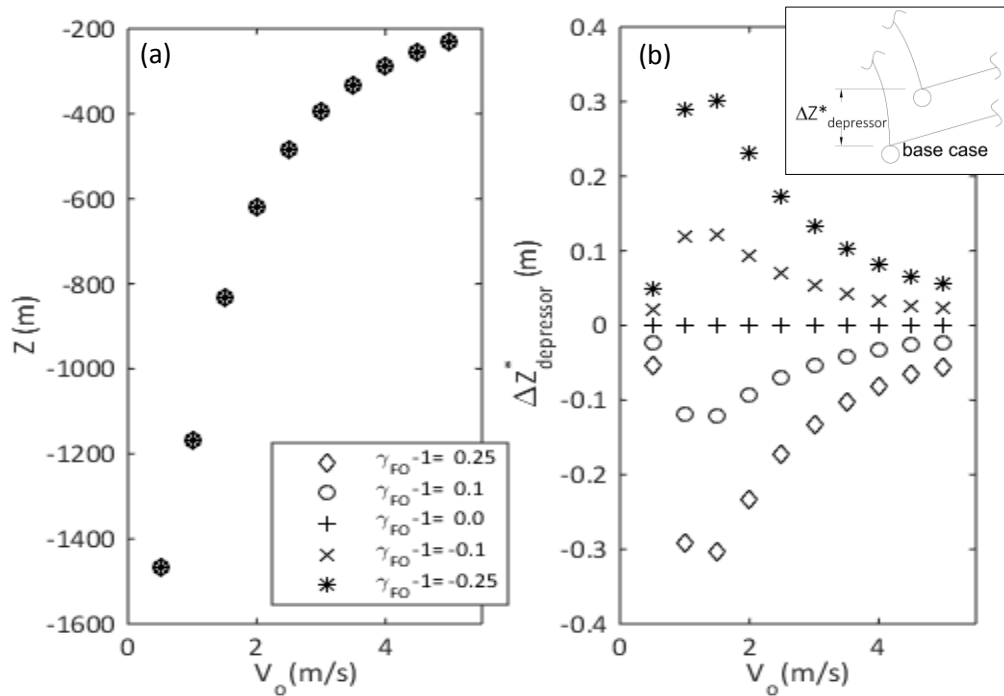 (a)
-200
-400
-600
-800
-1000
-1200
-1400
-1600
Z (m)
0
2
4
V_o(m/s)
γ_FO-1= 0.25
γ_FO-1= 0.1
γ_FO-1= 0.0
γ_FO-1= -0.1
γ_FO-1= -0.25
(b)
0.4
0.3
0.2
0.1
0
-0.1
-0.2
-0.3
-0.4
ΔZ*_depressor (m)
0
2
4
V_o(m/s)
ΔZ*_depressor
base case